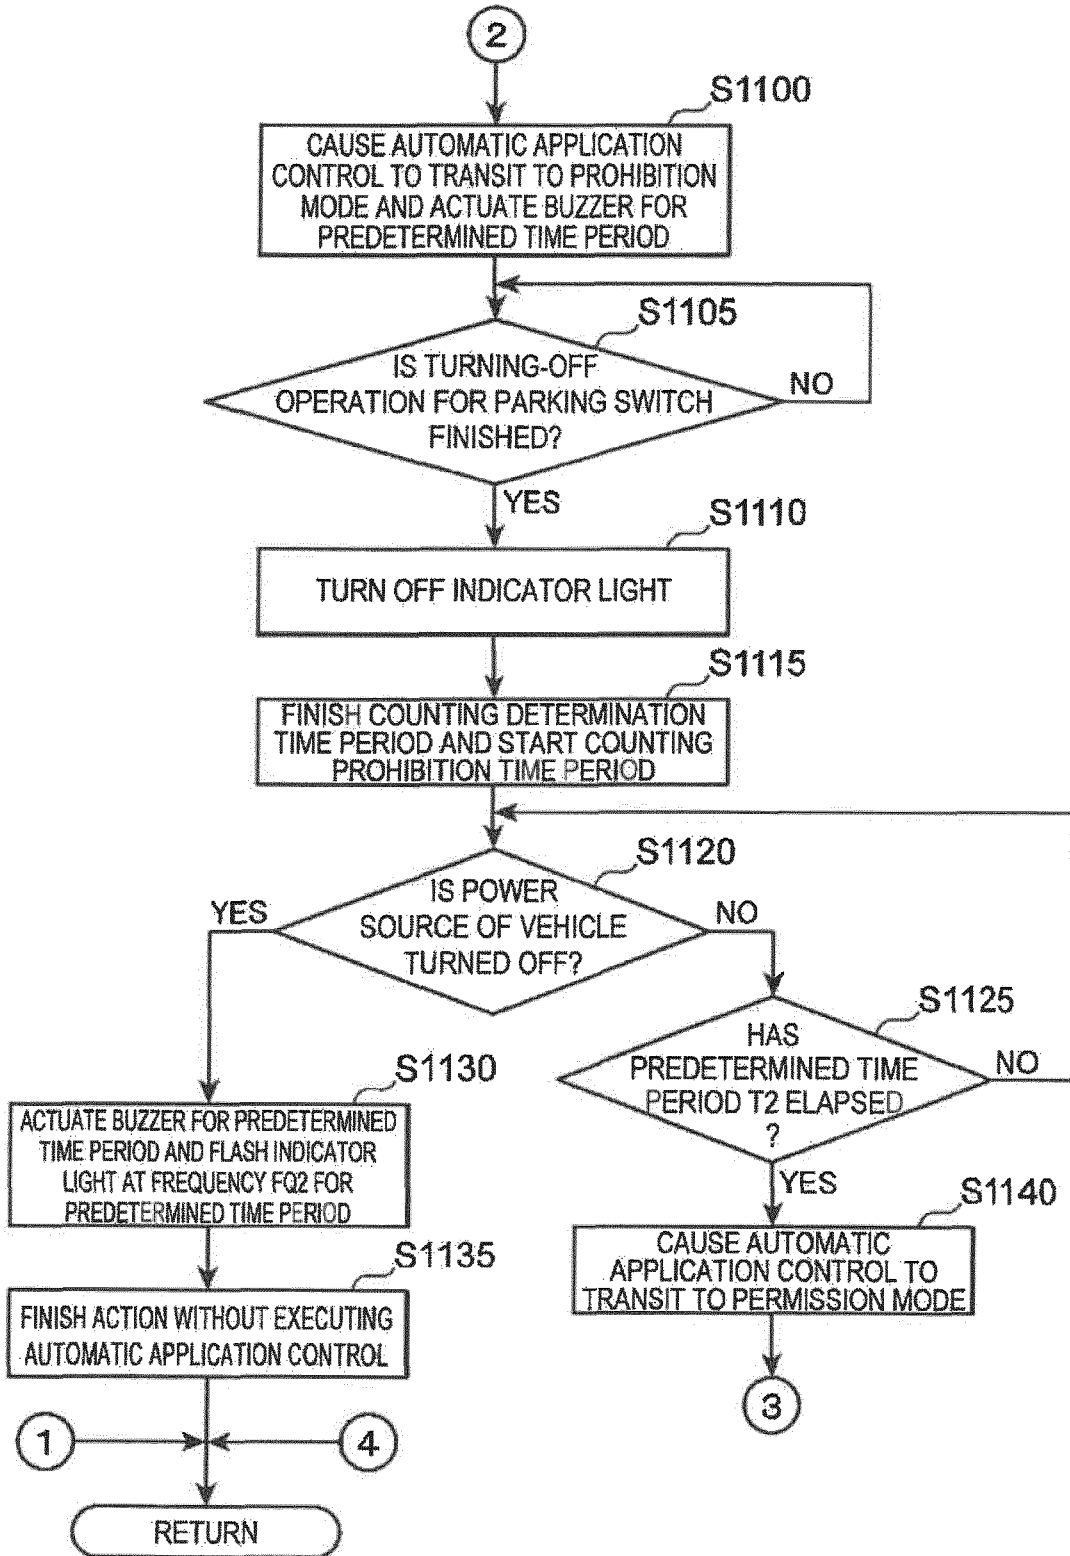 2
S1100
CAUSE AUTOMATIC APPLICATION
CONTROL TO TRANSIT TO PROHIBITION
MODE AND ACTUATE BUZZER FOR
PREDETERMINED TIME PERIOD
S1105
IS TURNING-OFF
OPERATION FOR PARKING SWITCH
FINISHED?
NO
YES
S1110
TURN OFF INDICATOR LIGHT
S1115
FINISH COUNTING DETERMINATION
TIME PERIOD AND START COUNTING
PROHIBITION TIME PERIOD
S1120
IS POWER
SOURCE OF VEHICLE
TURNED OFF?
YES
NO
S1125
HAS
PREDETERMINED TIME
PERIOD T2 ELAPSED
?
NO
YES
S1130
ACTUATE BUZZER FOR PREDETERMINED
TIME PERIOD AND FLASH INDICATOR
LIGHT AT FREQUENCY FQ2 FOR
PREDETERMINED TIME PERIOD
S1135
FINISH ACTION WITHOUT EXECUTING
AUTOMATIC APPLICATION CONTROL
S1140
CAUSE AUTOMATIC
APPLICATION CONTROL TO
TRANSIT TO PERMISSION MODE
3
1
4
RETURN